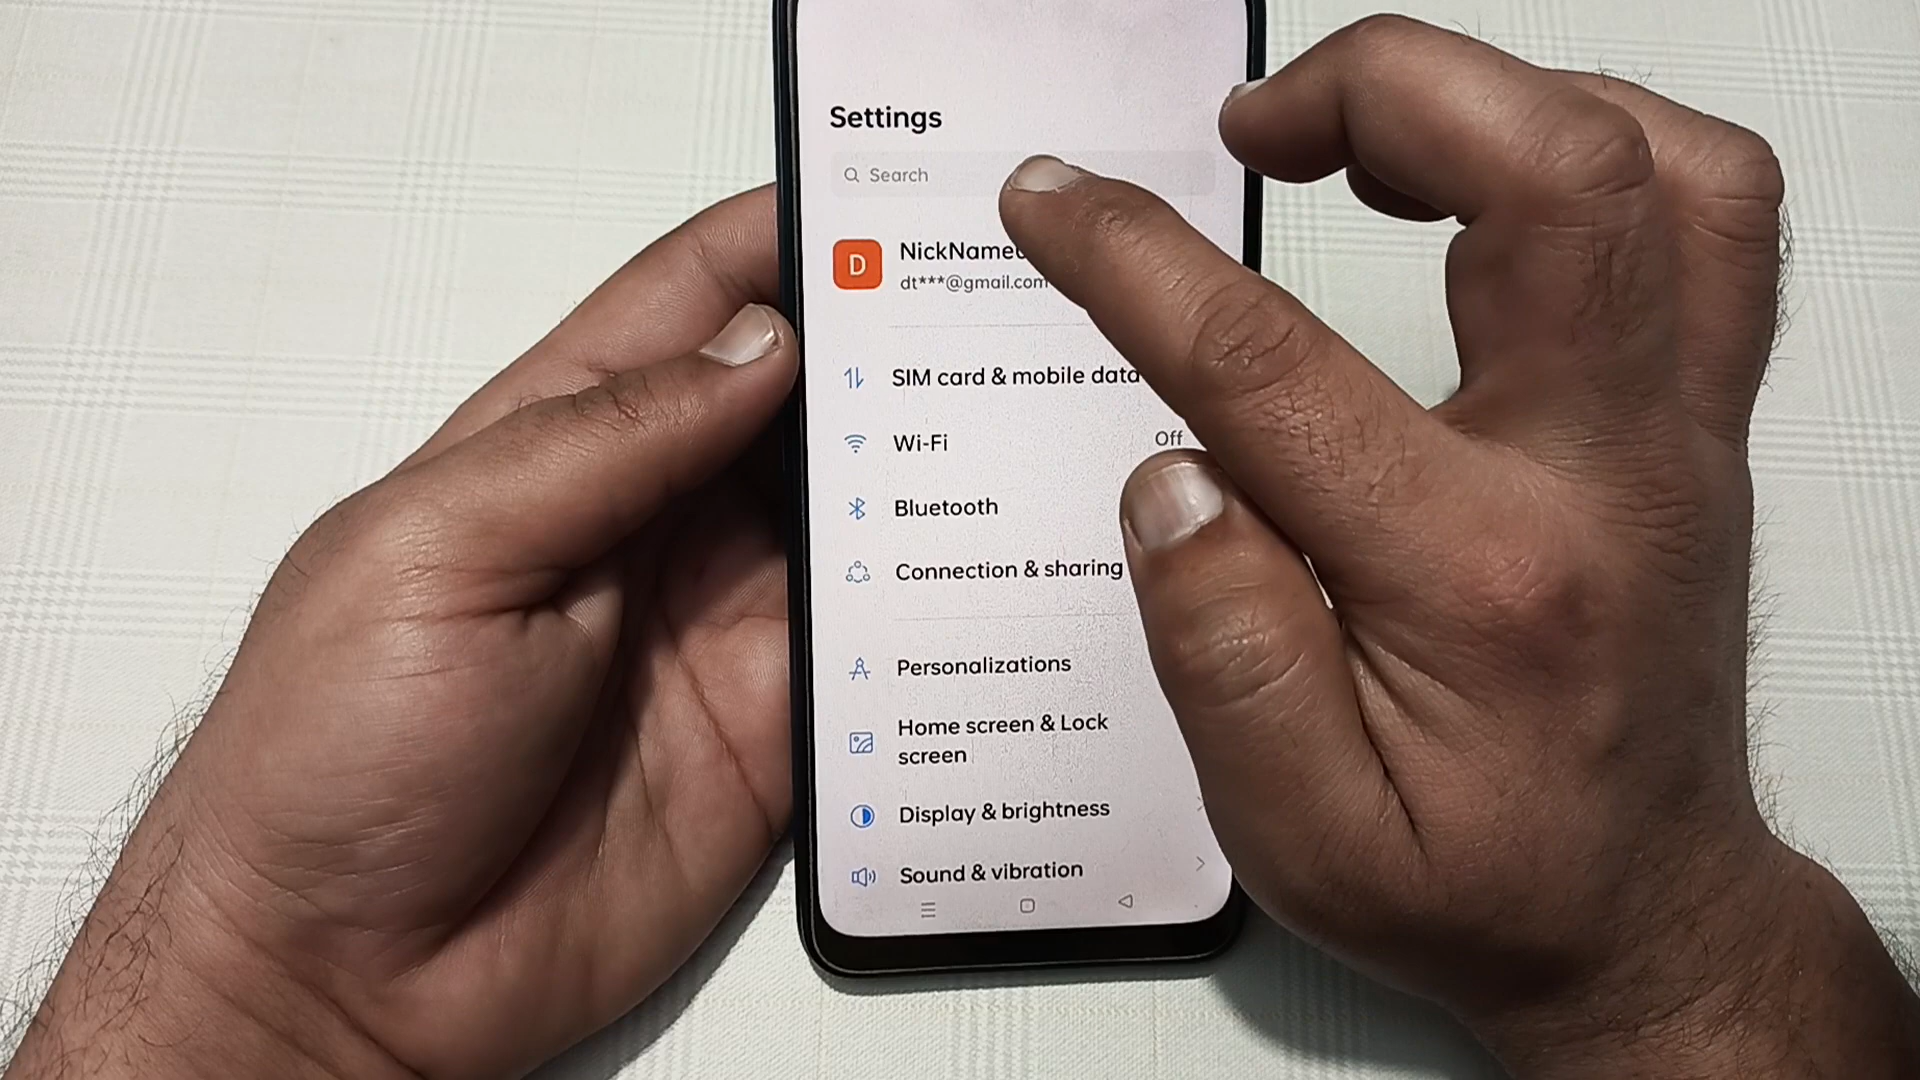 Settings
Search
D
NickName
dt***@gmail.com
SIM card & mobile data
Wi-Fi
Off
Bluetooth
Connection & sharing
Personalizations
Home screen & Lock
screen
Display & brightness
Sound & vibration